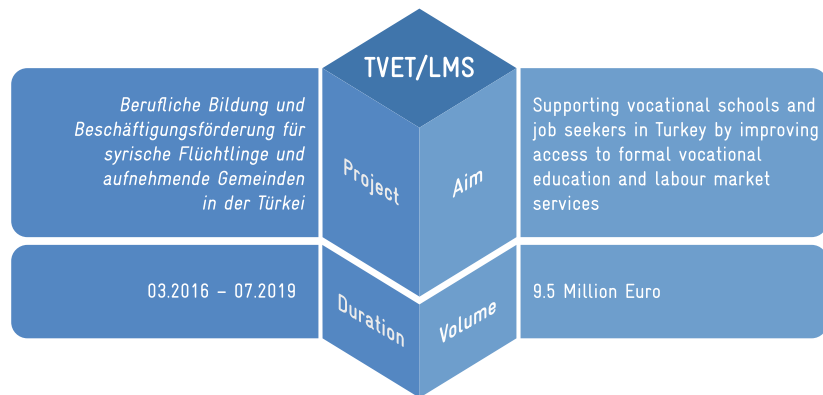 TVET/LMS
Berufliche Bildung und
Beschäftigungsförderung für
syrische Flüchtlinge und
aufnehmende Gemeinden
in der Türkei
Project
Aim
Supporting vocational schools and
job seekers in Turkey by improving
access to formal vocational
education and labour market
services
03.2016 – 07.2019
Duration
Volume
9.5 Million Euro